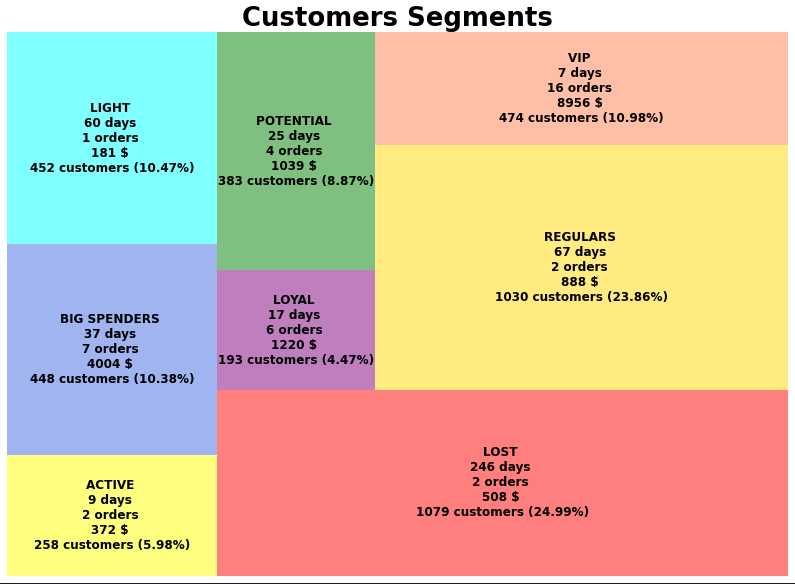 Customers Segments
LIGHT
60 days
1 orders
181 $
452 customers (10.47%)
POTENTIAL
25 days
4 orders
1039 $
383 customers (8.87%)
VIP
7 days
16 orders
8956 $
474 customers (10.98%)
REGULARS
67 days
2 orders
888 $
1030 customers (23.86%)
BIG SPENDERS
37 days
7 orders
4004 $
448 customers (10.38%)
LOYAL
17 days
6 orders
1220 $
193 customers (4.47%)
ACTIVE
9 days
2 orders
372 $
258 customers (5.98%)
LOST
246 days
2 orders
508 $
1079 customers (24.99%)